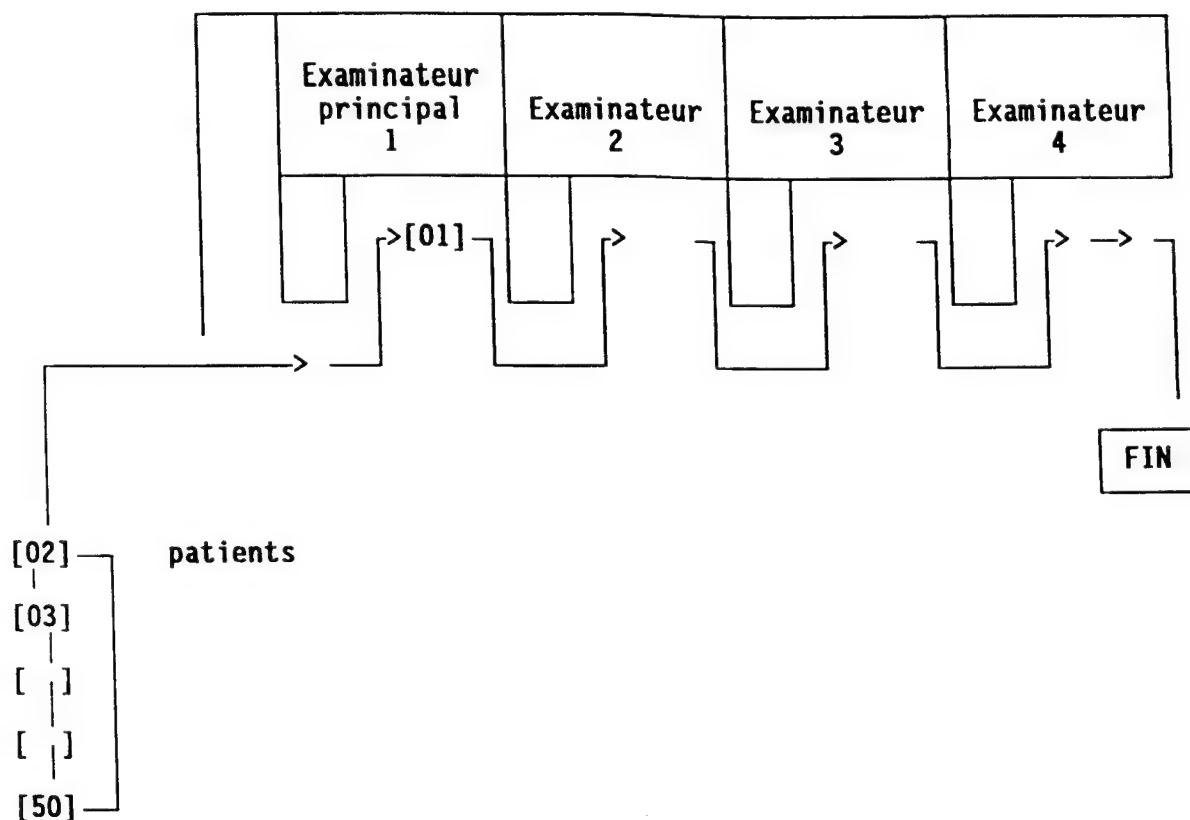 Examinateur
principal
1
Examinateur
2
Examinateur
3
Examinateur
4
[01]
FIN
[02]
patients
[03]
[ ]
[ ]
[50]